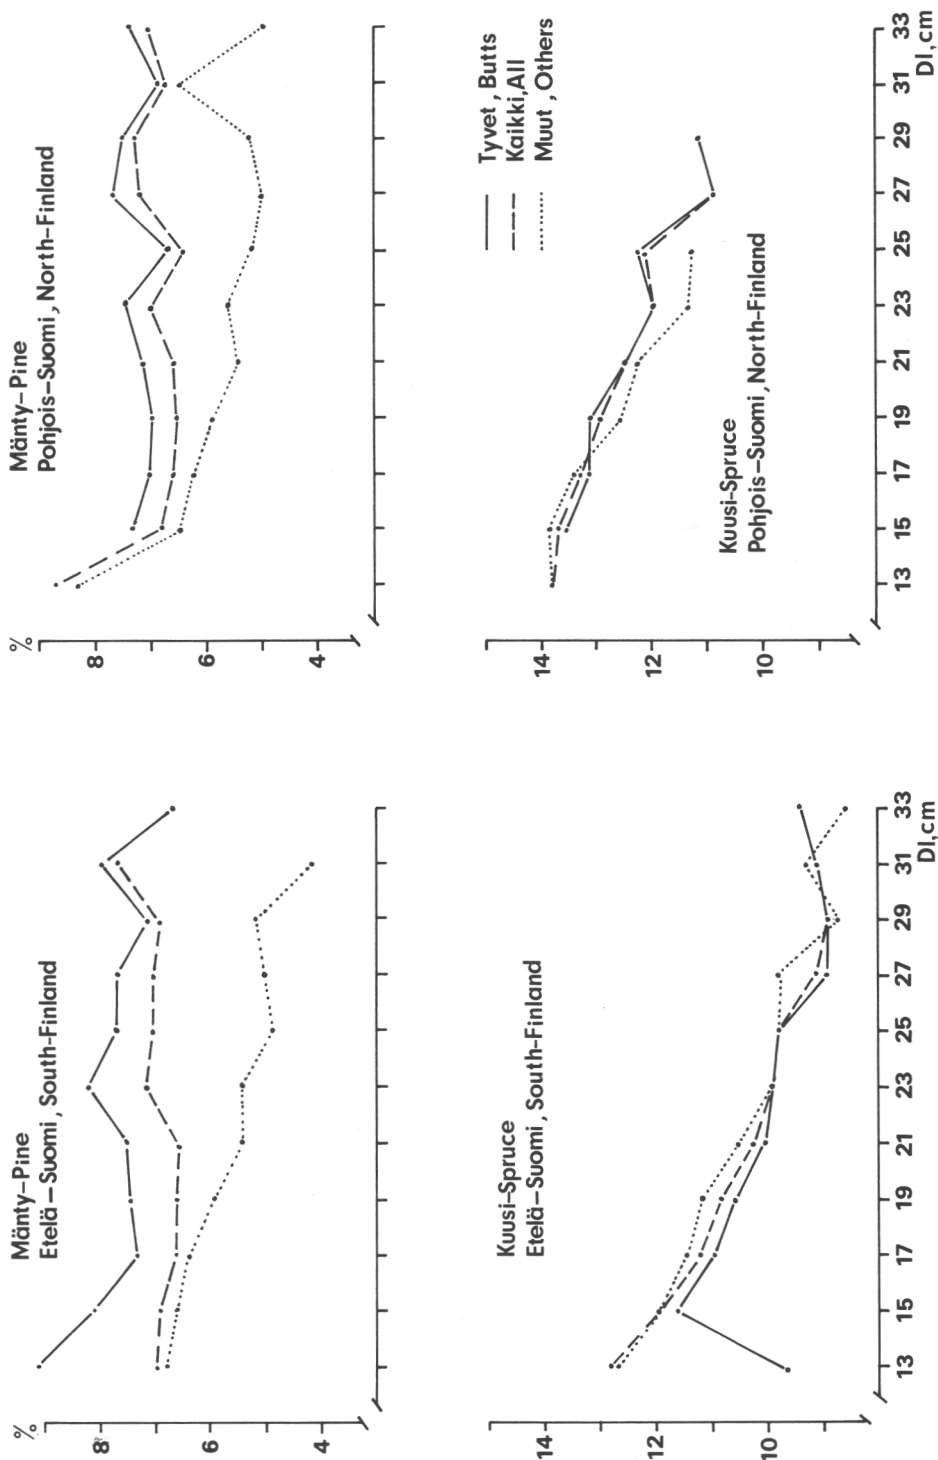 %
8
6
4
Mänty-Pine
Etelä-Suomi, South-Finland
%
8
6
4
Mänty-Pine
Pohjois-Suomi, North-Finland
14
12
10
Kuusi-Spruce
Etelä-Suomi, South-Finland
13 15 17 19 21 23 25 27 29 31 33
DI,cm
14
12
10
Tyvet, Butts
Kaikki, All
Muut, Others
Kuusi-Spruce
Pohjois-Suomi, North-Finland
13 15 17 19 21 23 25 27 29 31 33
DI,cm